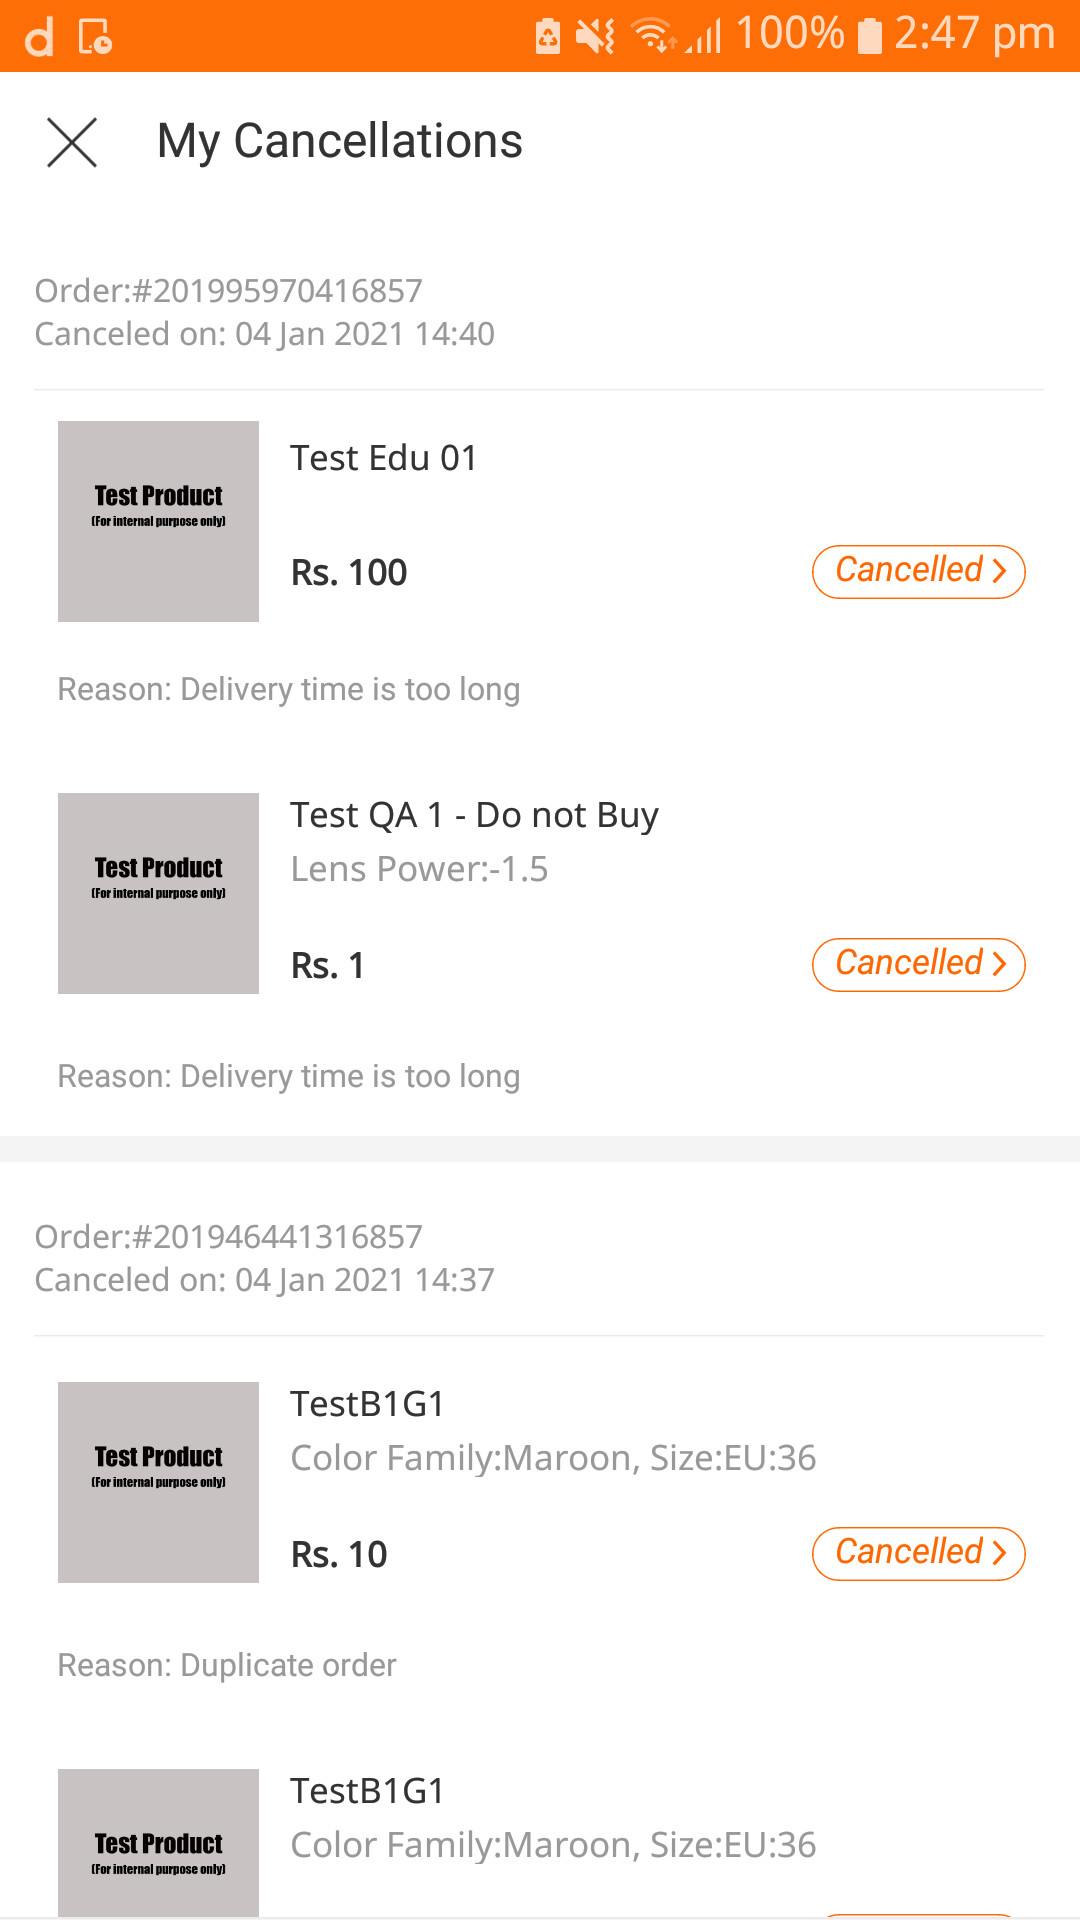 d 100% 2:47 pm
My Cancellations
Order:#201995970416857
Canceled on: 04 Jan 2021 14:40
Test Product
(For internal purpose only)
Test Edu 01
Rs. 100
Cancelled
Reason: Delivery time is too long
Test Product
(For internal purpose only)
Test QA 1 - Do not Buy
Lens Power:-1.5
Rs. 1
Cancelled
Reason: Delivery time is too long
Order:#201946441316857
Canceled on: 04 Jan 2021 14:37
Test Product
(For internal purpose only)
TestB1G1
Color Family:Maroon, Size:EU:36
Rs. 10
Cancelled
Reason: Duplicate order
Test Product
(For internal purpose only)
TestB1G1
Color Family:Maroon, Size:EU:36